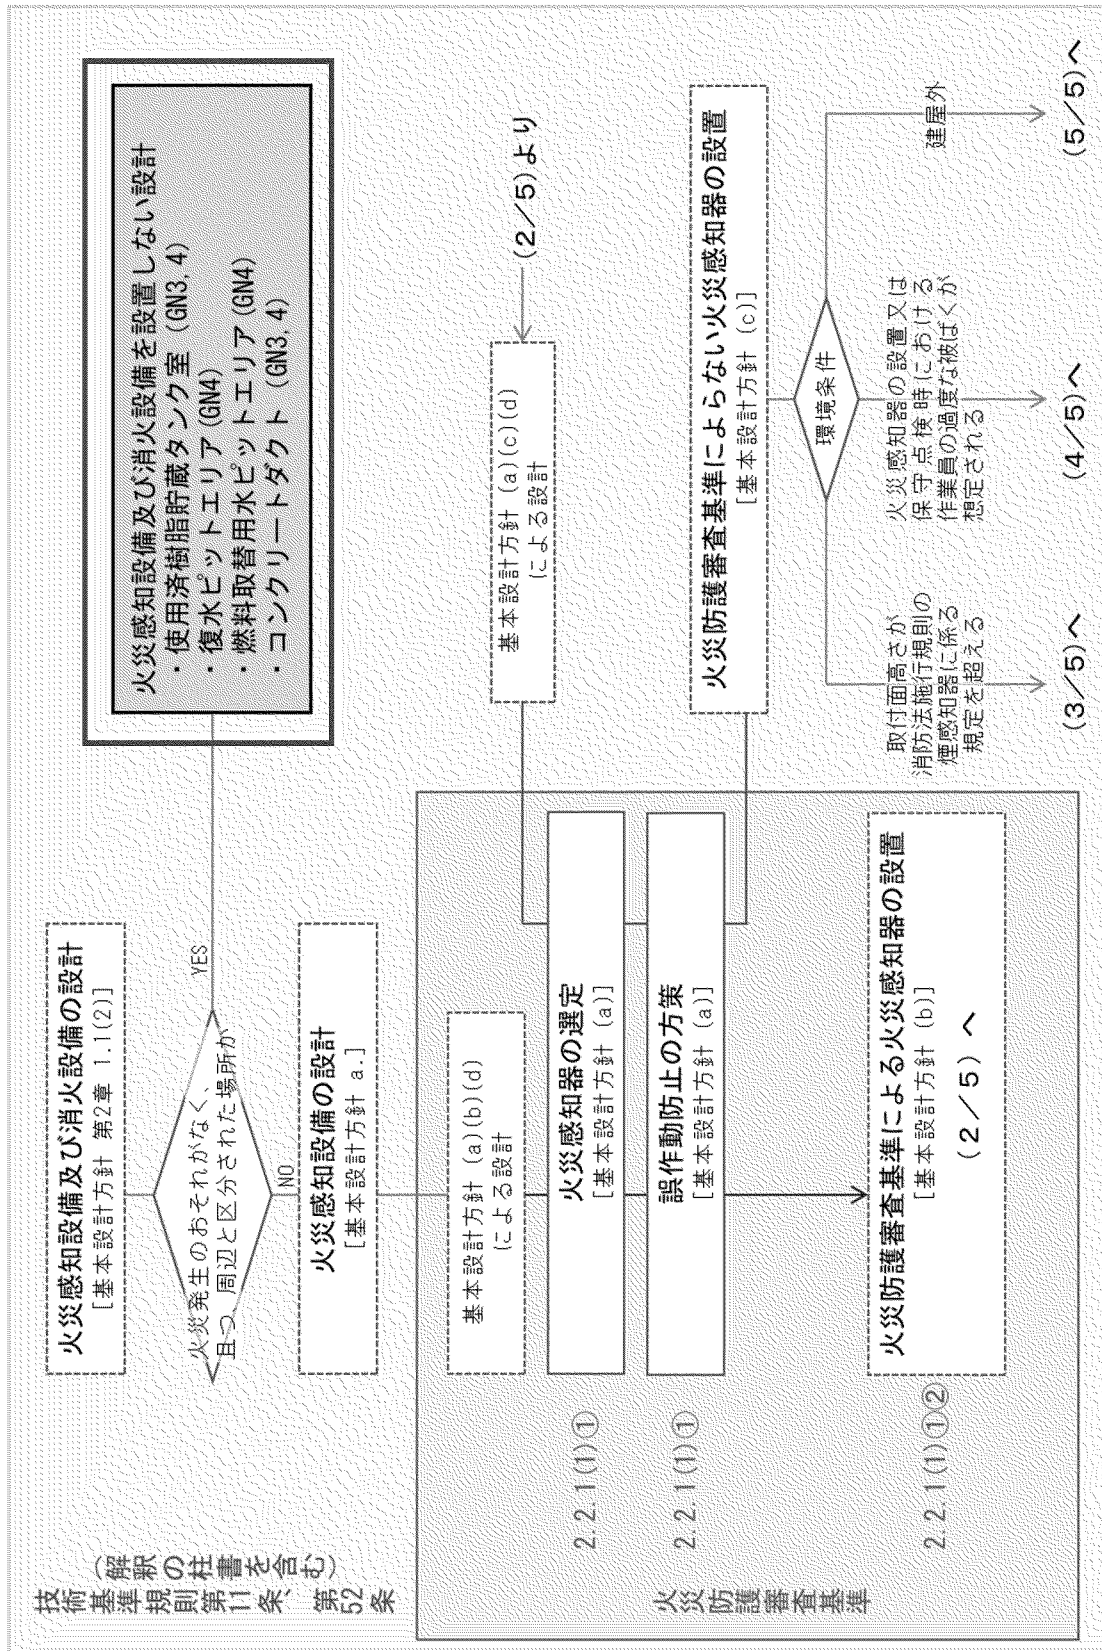 技術基準規則第11条、第52条
(解釈の柱書を含む)
火災感知設備及び消火設備の設計
[基本設計方針 第2章 1.1(2)]
火災発生のおそれがなく、
且つ、周辺と区分された場所か
YES
NO
火災感知設備及び消火設備を設置しない設計
・使用済樹脂貯蔵タンク室 (GN3,4)
・復水ピットエリア(GN4)
・燃料取替用水ピットエリア(GN4)
・コンクリートダクト (GN3,4)
火災感知設備の設計
[基本設計方針 a.]
火災防護審査基準
基本設計方針 (a)(b)(d)
による設計
基本設計方針 (a)(c)(d)
による設計
(2/5)より
2.2.1(1)①
火災感知器の選定
[基本設計方針 (a)]
2.2.1(1)①
誤作動防止の方策
[基本設計方針 (a)]
2.2.1(1)①②
火災防護審査基準による火災感知器の設置
[基本設計方針 (b)]
(2/5) へ
火災防護審査基準によらない火災感知器の設置
[基本設計方針 (c)]
環境条件
取付面高さが
消防法施行規則の
煙感知器に係る
規定を超える
(3/5)へ
火災感知器の設置又は
保守点検時における
作業員の過度な被ばくが
想定される
(4/5)へ
建屋外
(5/5)へ